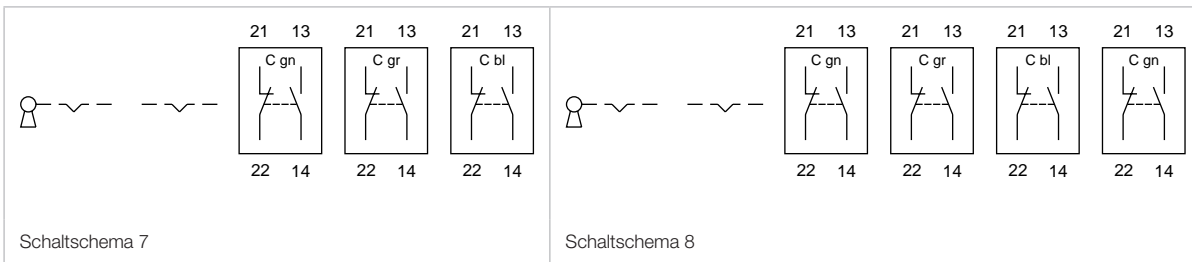 21 13 21 13 21 13
C gn C gr C bl
22 14 22 14 22 14
Schaltschema 7
21 13 21 13 21 13 21 13
C gn C gr C bl C gn
22 14 22 14 22 14 22 14
Schaltschema 8